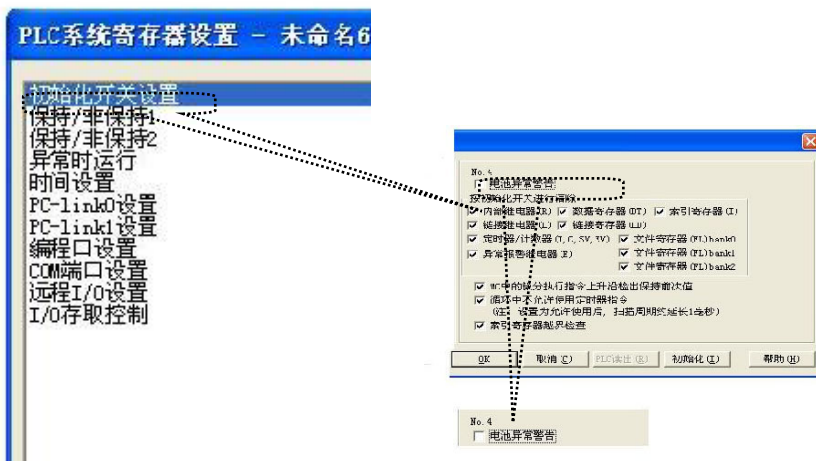 PLC系统寄存器设置 - 未命名6
初始化开关设置
保持/非保持1
保持/非保持2
异常时运行
时间设置
PC-link0设置
PC-link1设置
编程口设置
COM端口设置
远程I/O设置
I/O存取控制
No. 4
电池异常警告
按初始化开关进行清除
内部继电器(R) 数据寄存器(DT) 索引寄存器(I)
链接继电器(L) 链接寄存器(LD)
定时器/计数器(T, C, SV, EV) 文件寄存器(FL)bank0
异常报警继电器(E) 文件寄存器(FL)bank1
文件寄存器(FL)bank2
MC中的微分执行指令上升沿检出保持前次值
循环中不允许使用定时器指令
(注) 设置为允许使用后, 扫描周期约延长1毫秒)
索引寄存器越界检查
OK 取消(C) PLC读出(R) 初始化(I) 帮助(H)
No. 4
电池异常警告